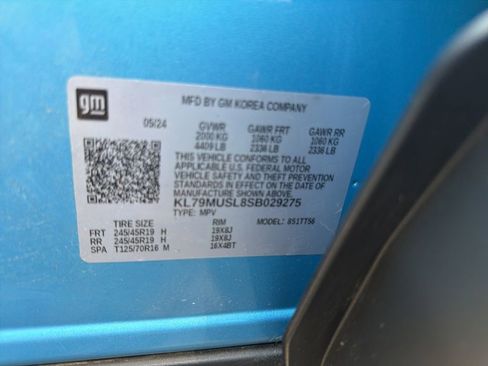 gm
MFD BY GM KOREA COMPANY
05/24 GVWR GAWR FRT GAWR RR
2000 KG 1060 KG 1060 KG
4409 LB 2336 LB 2336 LB
THIS VEHICLE CONFORMS TO ALL
APPLICABLE U.S. FEDERAL MOTOR
VEHICLE SAFETY AND THEFT PREVENTION
STANDARDS IN EFFECT ON THE DATE OF
MANUFACTURE SHOWN ABOVE.
KL79MUSL8SB029275
TYPE: MPV MODEL: 8S1TT56
TIRE SIZE RIM
FRT 245/45R19 H 19X8J
RR 245/45R19 H 19X8J
SPA T125/70R16 M 16X4BT